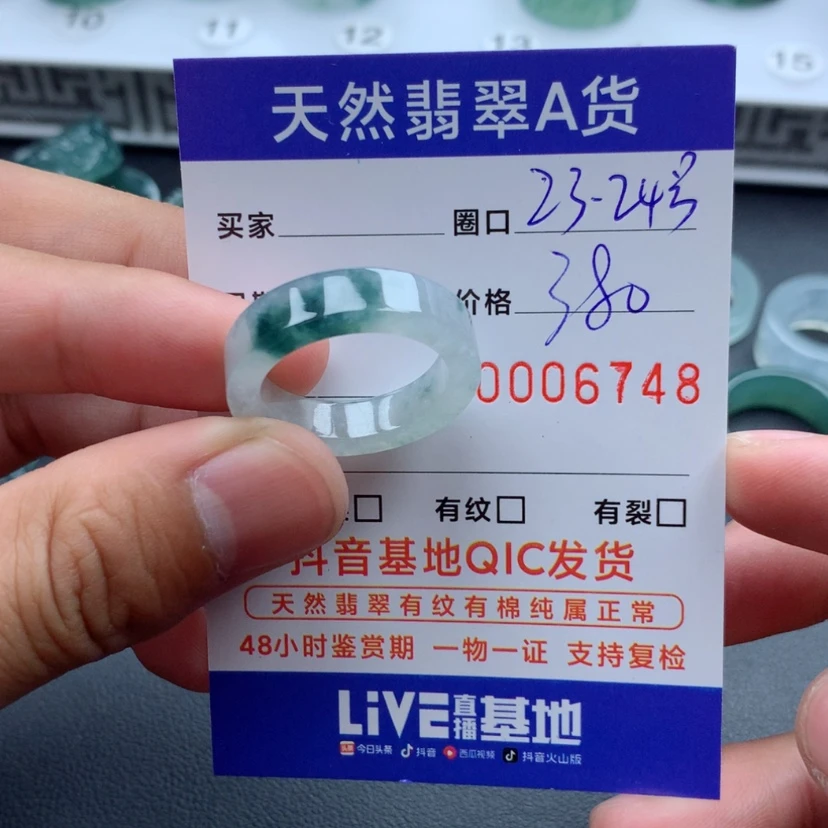 10
11
12
13
15
天然翡翠A货
买家 圈口 23-24号
价格 380
0006748
有纹□ 有裂□
抖音基地QIC发货
天然翡翠有纹有棉纯属正常
48小时鉴赏期 一物一证 支持复检
LiVE直播基地
头条 今日头条 抖音 西瓜视频 抖音火山版